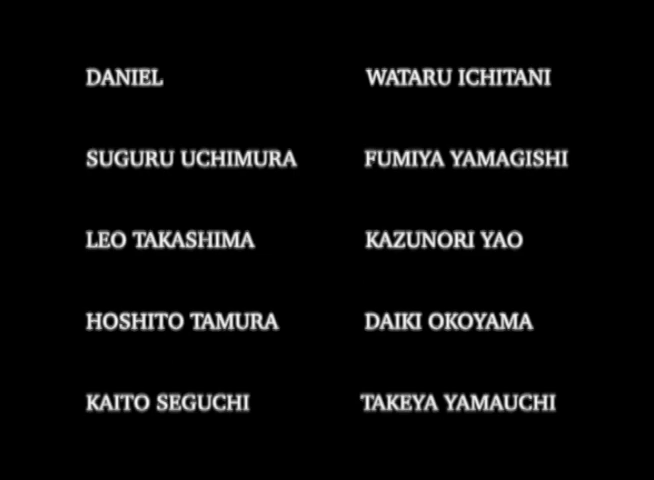 DANIEL WATARU ICHITANI
SUGURU UCHIMURA FUMIYA YAMAGISHI
LEO TAKASHIMA KAZUNORI YAO
HOSHITO TAMURA DAIKI OKOYAMA
KAITO SEGUCHI TAKEYA YAMAUCHI